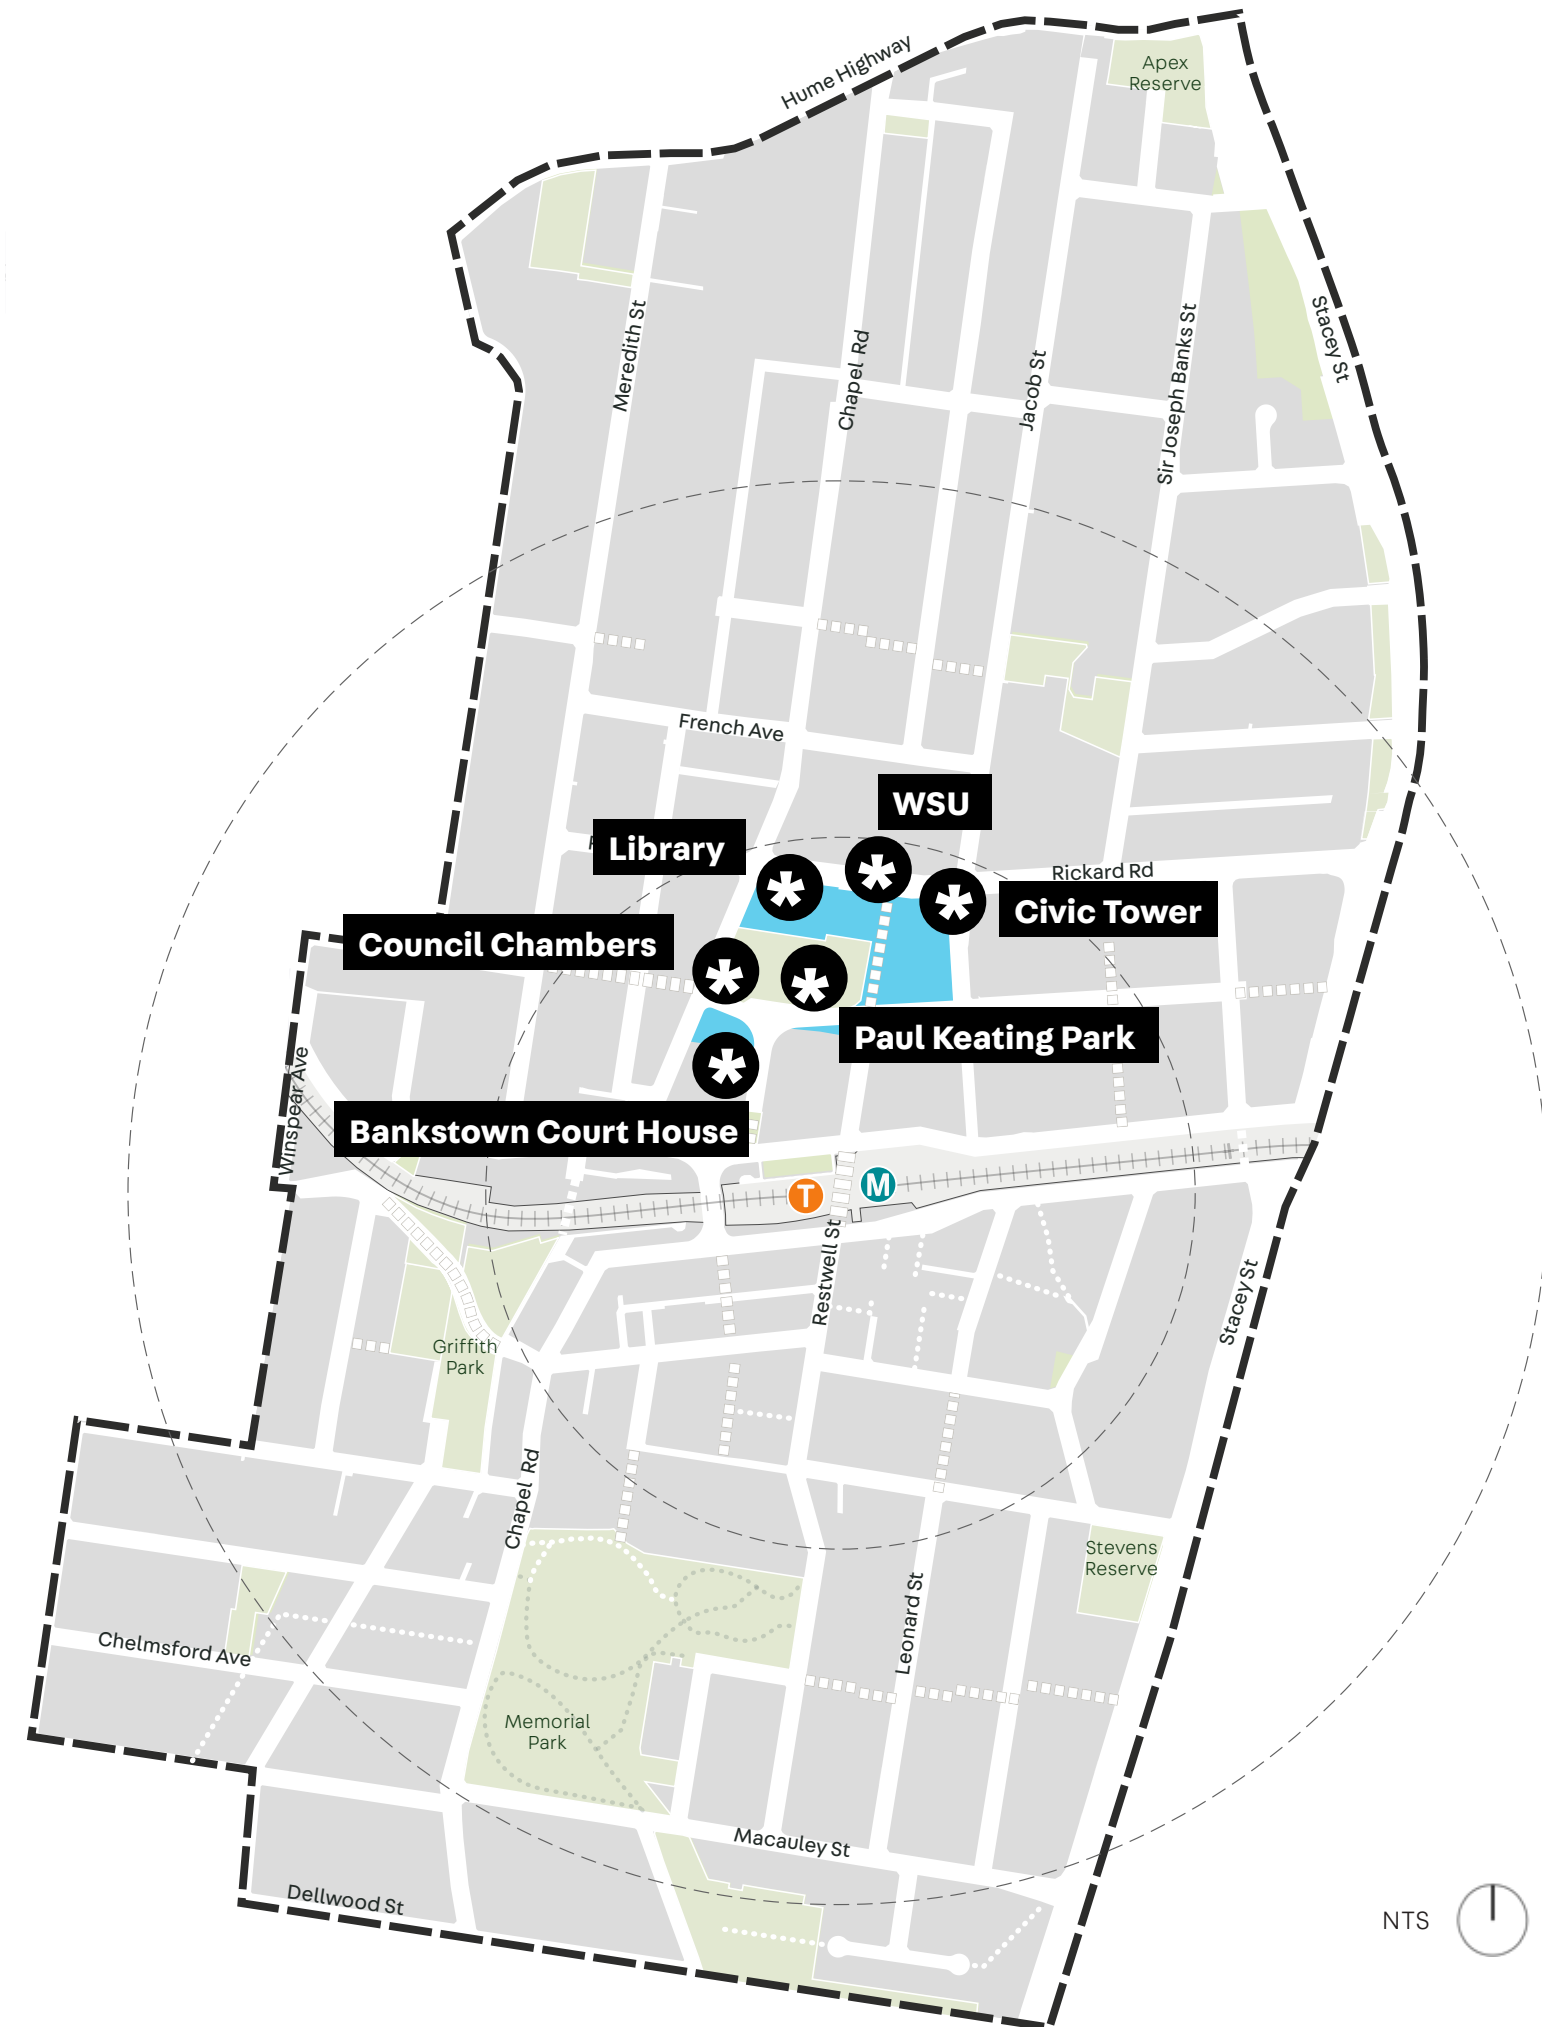 Hume Highway
Apex
Reserve
Meredith St
Chapel Rd
Jacob St
Sir Joseph Banks St
Stacey St
French Ave
WSU
Library
Rickard Rd
Civic Tower
Council Chambers
Paul Keating Park
Winspear Ave
Bankstown Court House
T
M
Restwell St
Stacey St
Griffith
Park
Chapel Rd
Stevens
Reserve
Leonard St
Chelmsford Ave
Memorial
Park
Macauley St
Dellwood St
NTS